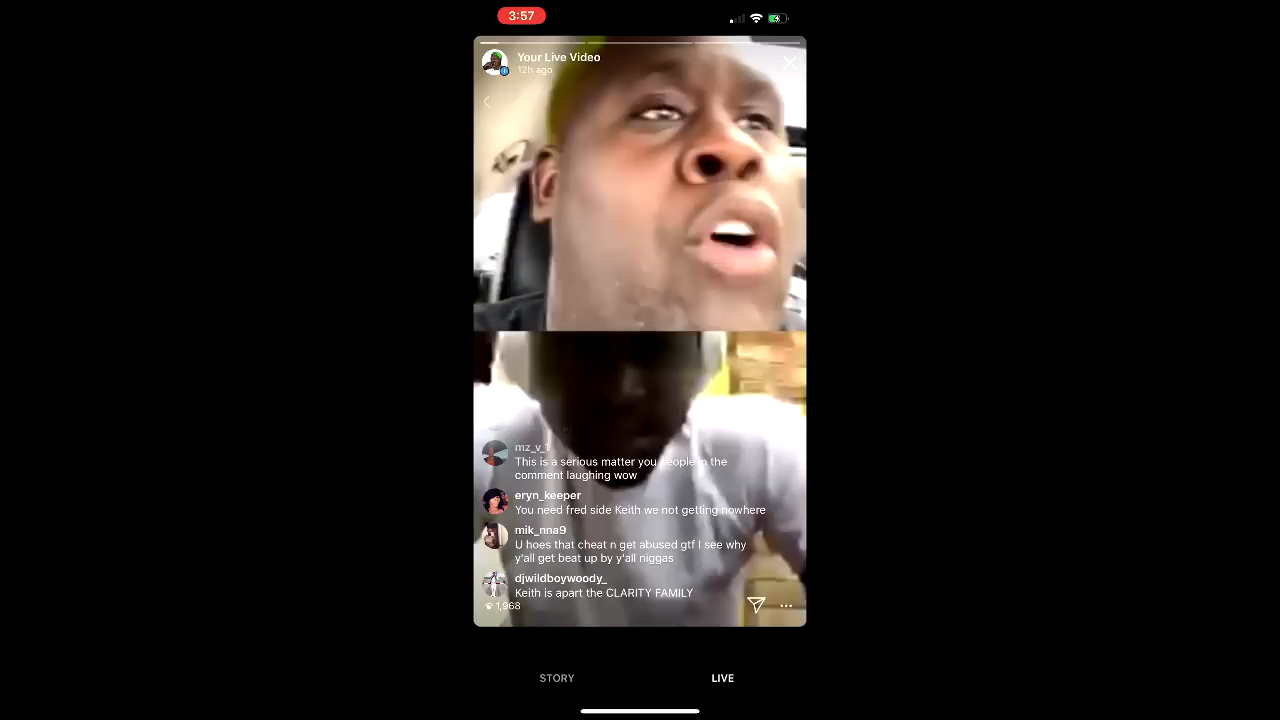 3:57
Your Live Video
12h ago
mz_v_1
This is a serious matter you people in the
comment laughing wow
eryn_keeper
You need fred side Keith we not getting nowhere
mik_nna9
U hoes that cheat n get abused gtf I see why
y'all get beat up by y'all niggas
djwildboywoody_
Keith is apart the CLARITY FAMILY
1,968
STORY
LIVE